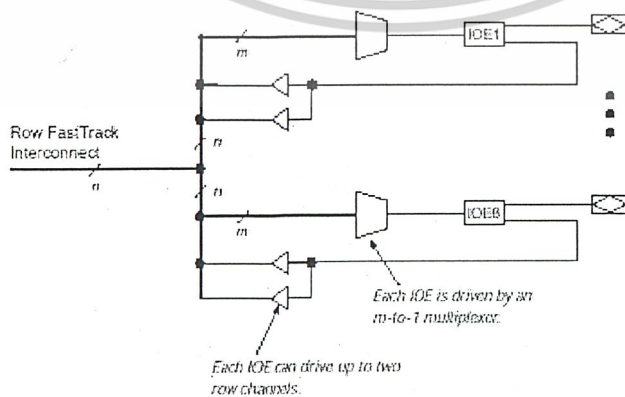 m
IOE1
n
Row FastTrack
Interconnect
n
n
m
IOE8
Each IOE is driven by an
m-to-1 multiplexer.
Each IOE can drive up to two
row channels.